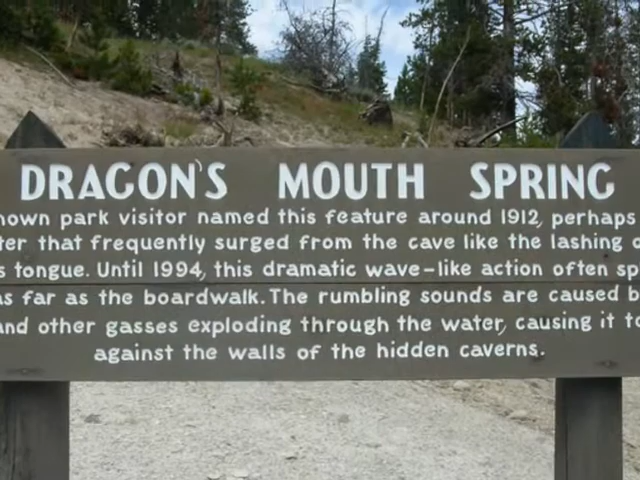 DRAGON'S MOUTH SPRING
nown park visitor named this feature around 1912, perhaps
ter that frequently surged from the cave like the lashing o
s tongue. Until 1994, this dramatic wave-like action often sp
as far as the boardwalk. The rumbling sounds are caused b
and other gasses exploding through the water, causing it to
against the walls of the hidden caverns.